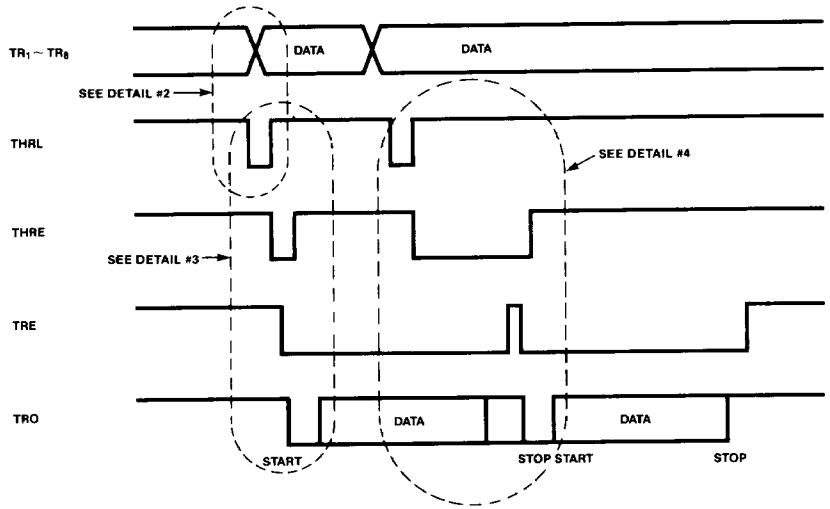 TR1 ~ TR8
DATA
DATA
SEE DETAIL #2
THRL
SEE DETAIL #4
THRE
SEE DETAIL #3
TRE
TRO
DATA
DATA
START
STOP START
STOP